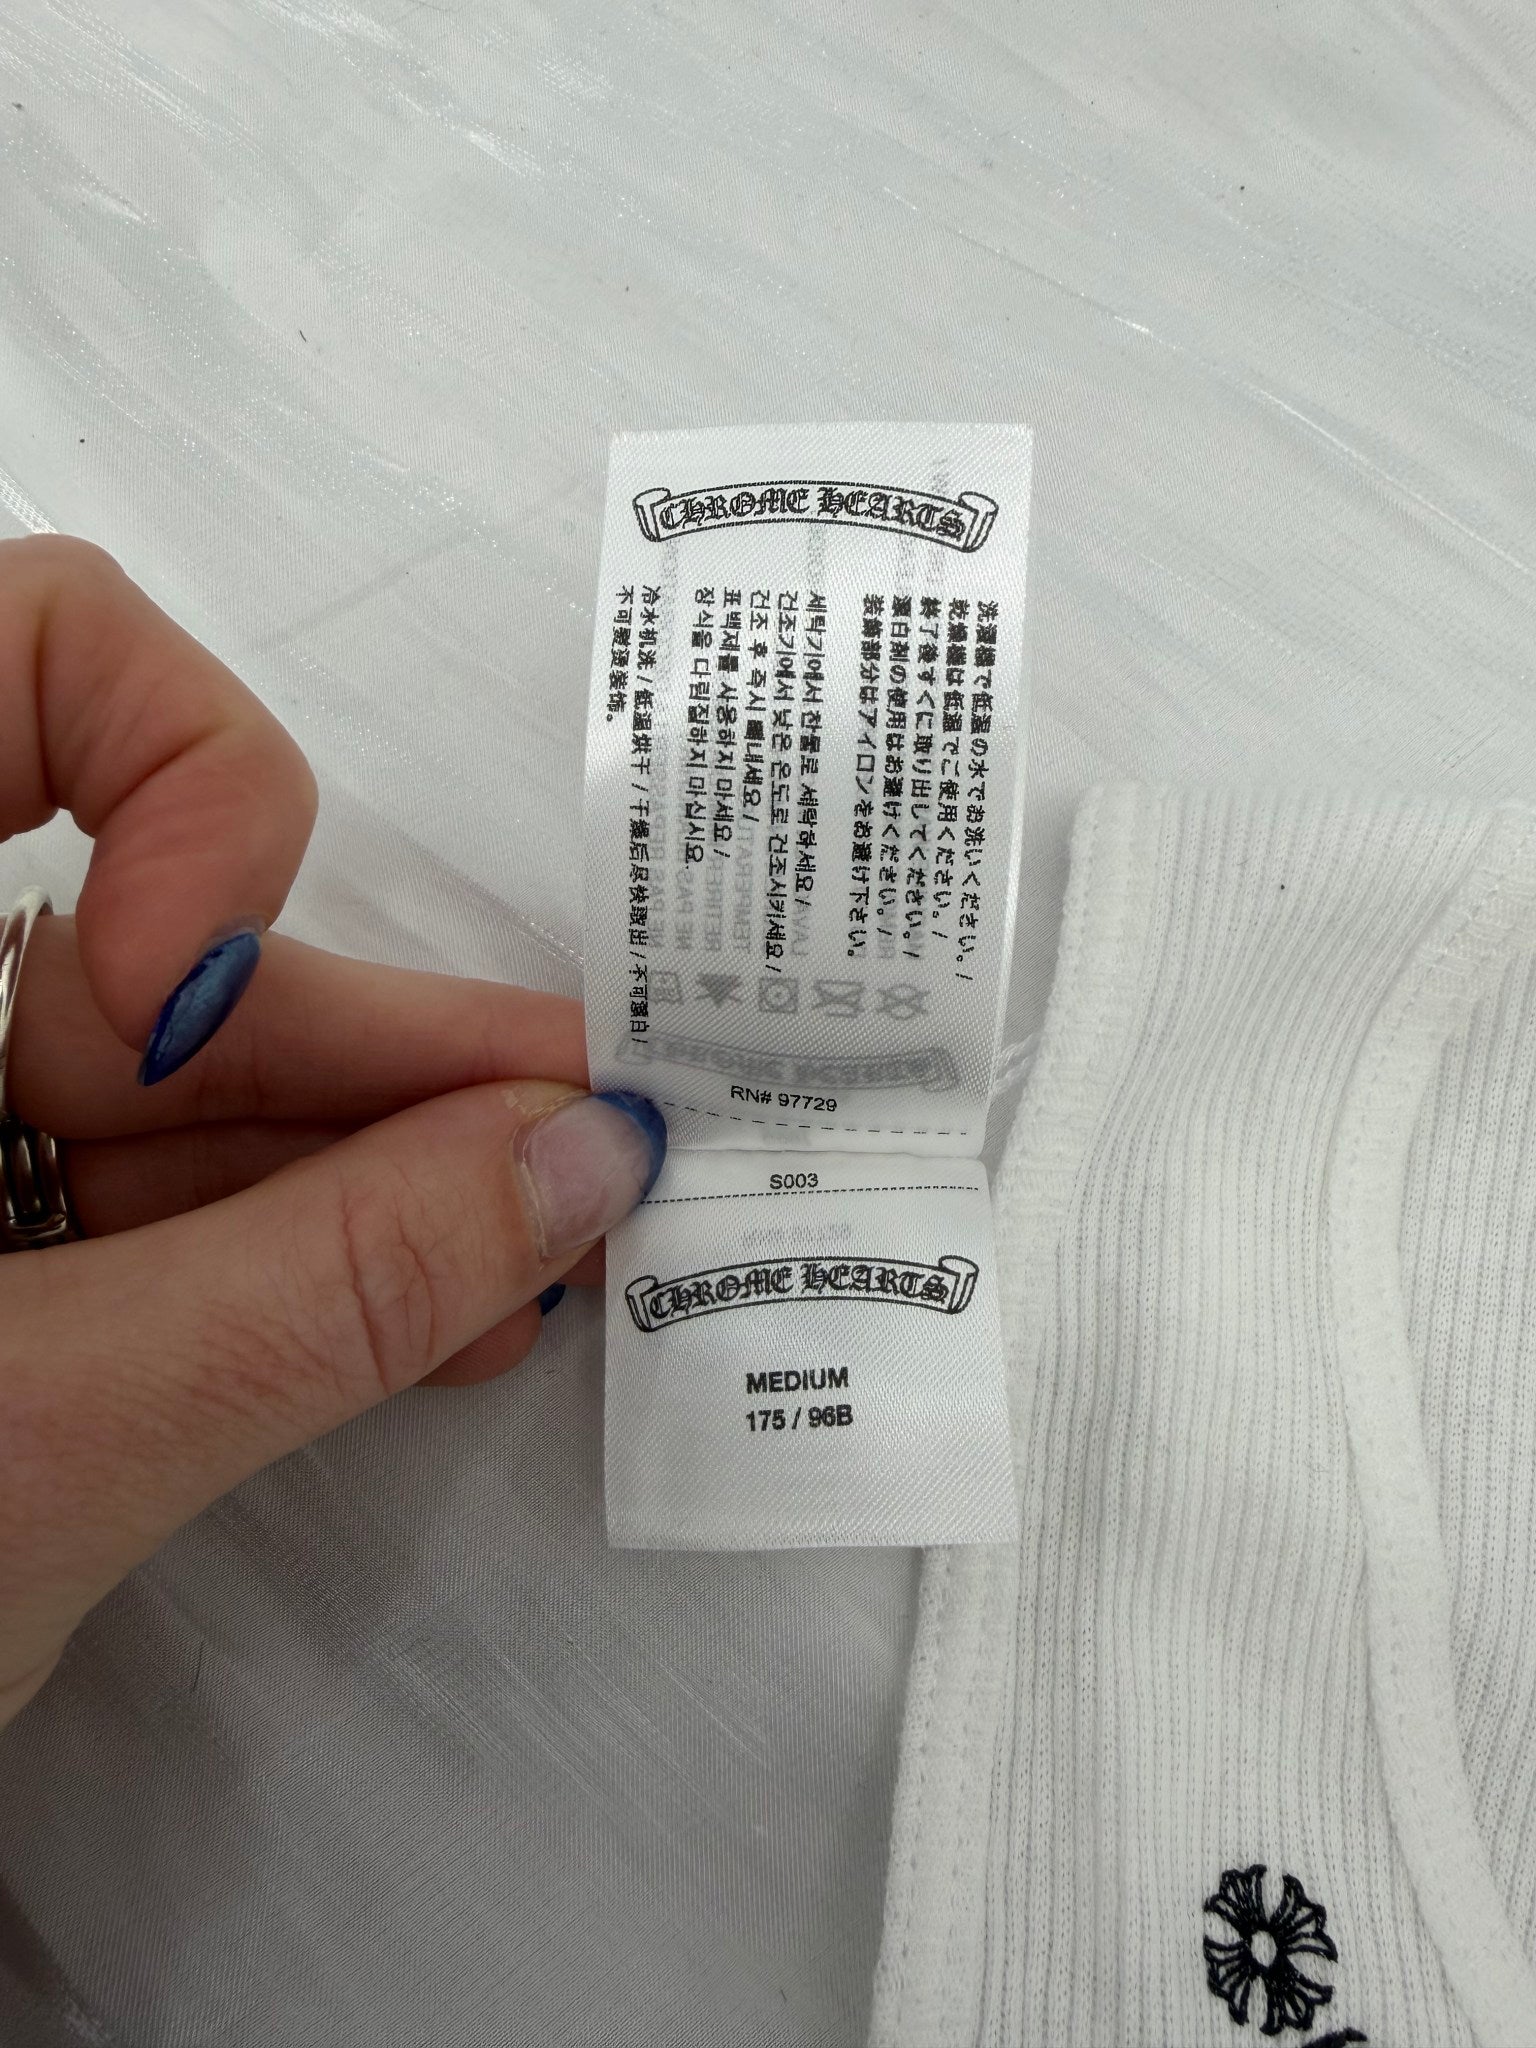 CHROME HEARTS
洗濯機で低温の水でお洗いください。/
乾燥機は低温でご使用ください。/
終了後すぐに取り出してください。/
漂白剤の使用はお避けください。/
装飾部分はアイロンをお避け下さい。
세탁기에서 찬물로 세탁하세요 /
건조기에서 낮은 온도로 건조시키세요 /
건조 후 즉시 빼내세요 /
표백제를 사용하지 마세요 /
장식을 다림질하지 마십시요.
冷水机洗 / 低温烘干 / 干燥后尽快取出 / 不可漂白 /
不可熨烫装饰。
RN# 97729
S003
CHROME HEARTS
MEDIUM
175 / 96B